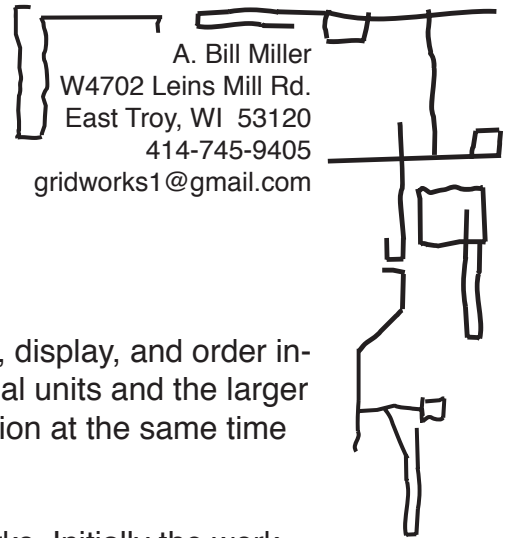 A. Bill Miller
W4702 Leins Mill Rd.
East Troy, WI 53120
414-745-9405
gridworks1@gmail.com
, display, and order in-
al units and the larger
ion at the same time
ks. Initially the work